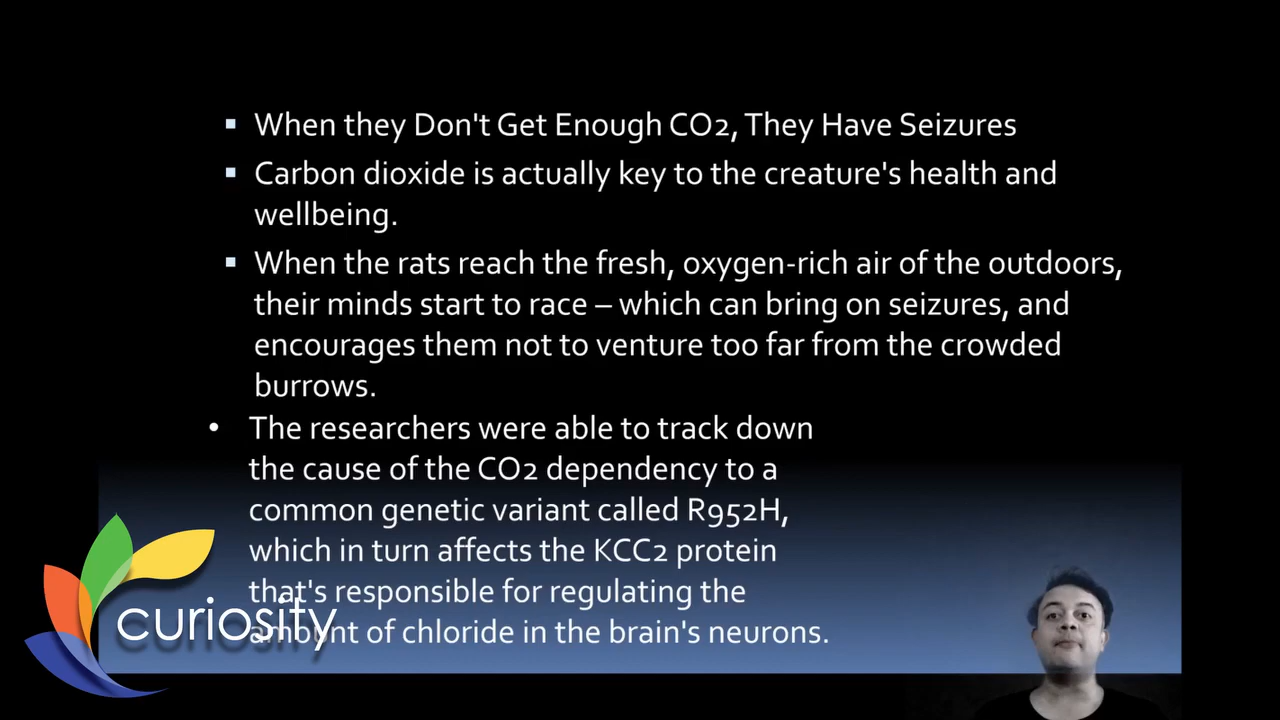 When they Don't Get Enough CO2, They Have Seizures
Carbon dioxide is actually key to the creature's health and
wellbeing.
When the rats reach the fresh, oxygen-rich air of the outdoors,
their minds start to race – which can bring on seizures, and
encourages them not to venture too far from the crowded
burrows.
The researchers were able to track down
the cause of the CO2 dependency to a
common genetic variant called R952H,
which in turn affects the KCC2 protein
that's responsible for regulating the
amount of chloride in the brain's neurons.
curiosity